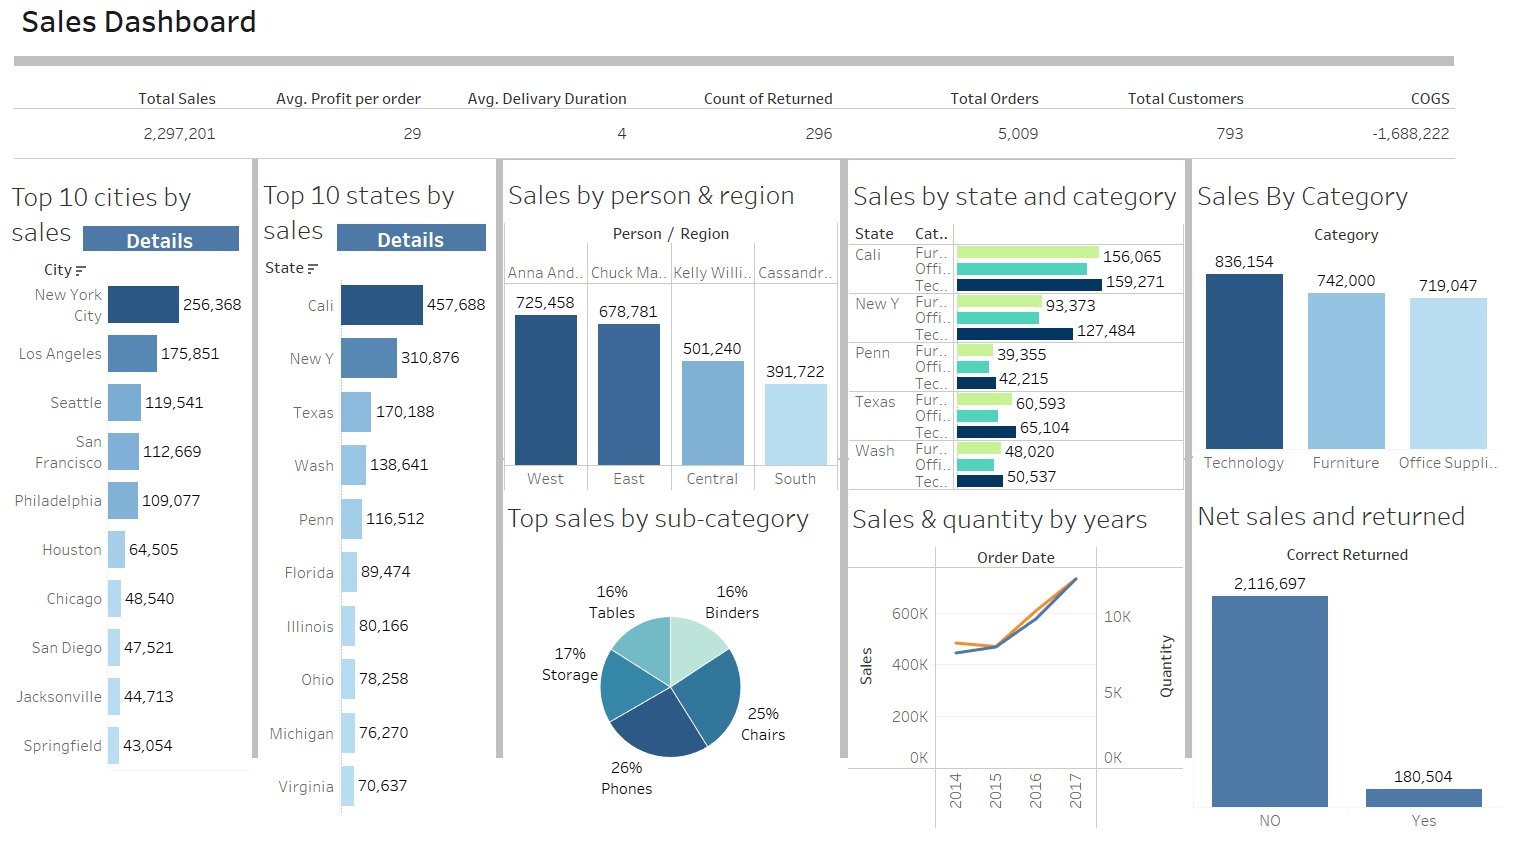 Sales Dashboard
Total Sales
Avg. Profit per order
Avg. Delivary Duration
Count of Returned
Total Orders
Total Customers
COGS
2,297,201
29
4
296
5,009
793
-1,688,222
Top 10 cities by
sales
Details
City
New York
City
256,368
Los Angeles
175,851
Seattle
119,541
San
Francisco
112,669
Philadelphia
109,077
Houston
64,505
Chicago
48,540
San Diego
47,521
Jacksonville
44,713
Springfield
43,054
Top 10 states by
sales
Details
State
Cali
457,688
New Y
310,876
Texas
170,188
Wash
138,641
Penn
116,512
Florida
89,474
Illinois
80,166
Ohio
78,258
Michigan
76,270
Virginia
70,637
Sales by person & region
Person / Region
Anna And..
Chuck Ma..
Kelly Willi..
Cassandr..
725,458
678,781
501,240
391,722
West
East
Central
South
Top sales by sub-category
16%
Tables
16%
Binders
17%
Storage
25%
Chairs
26%
Phones
Sales by state and category
State
Cat..
Cali
Fur..
156,065
Offi..
Tec..
159,271
New Y
Fur..
93,373
Offi..
Tec..
127,484
Penn
Fur..
39,355
Offi..
Tec..
42,215
Texas
Fur..
60,593
Offi..
Tec..
65,104
Wash
Fur..
48,020
Offi..
Tec..
50,537
Sales & quantity by years
Order Date
Sales
600K
400K
200K
0K
10K
5K
0K
Quantity
2014
2015
2016
2017
Sales By Category
Category
836,154
742,000
719,047
Technology
Furniture
Office Suppli..
Net sales and returned
Correct Returned
2,116,697
180,504
NO
Yes